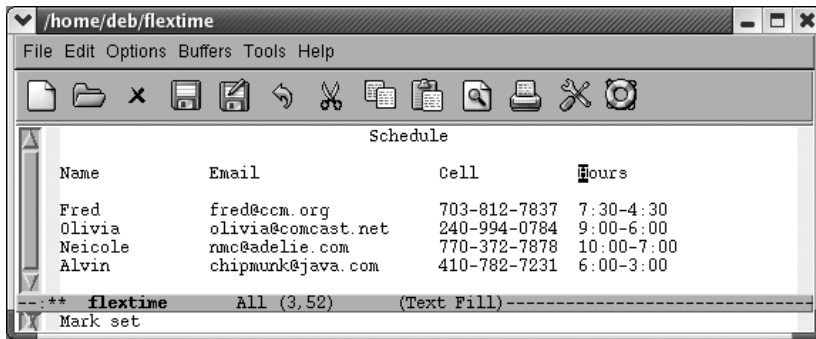 /home/deb/flextime
File Edit Options Buffers Tools Help
Schedule
Name Email Cell Hours
Fred fred@ccm.org 703-812-7837 7:30-4:30
Olivia olivia@comcast.net 240-994-0784 9:00-6:00
Neicole nmc@adelie.com 770-372-7878 10:00-7:00
Alvin chipmunk@java.com 410-782-7231 6:00-3:00
--:** flextime All (3,52) (Text Fill)--------------------------------
Mark set